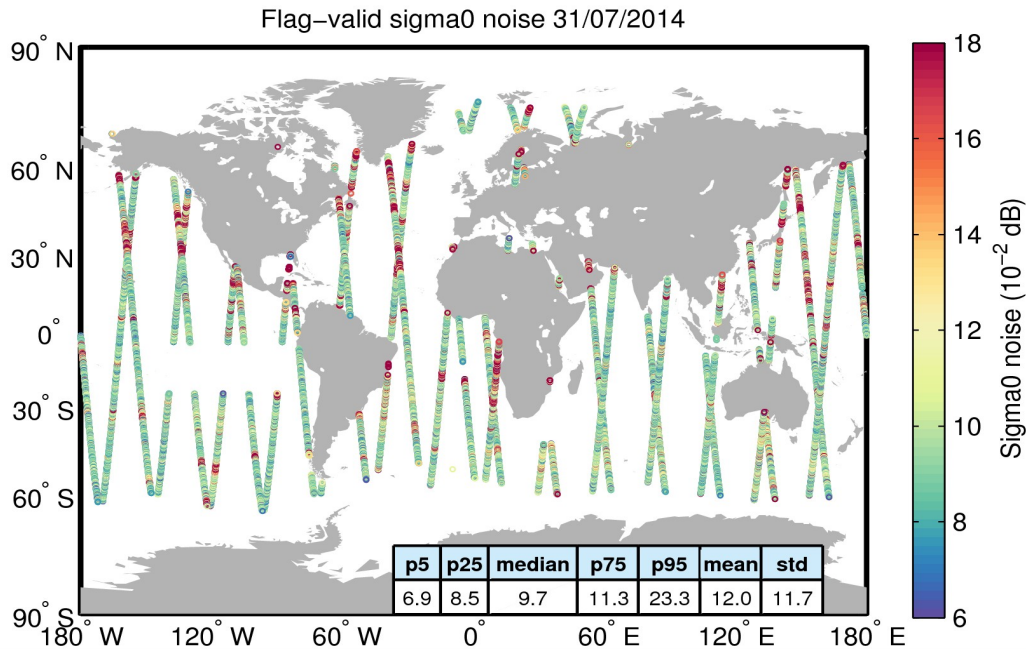 Flag−valid sigma0 noise 31/07/2014
90° N
60° N
30° N
0°
30° S
60° S
90° S
180° W
120° W
60° W
0°
60° E
120° E
180° E
18
16
14
12
10
8
6
Sigma0 noise (10-2 dB)
p5 p25 median p75 p95 mean std
6.9 8.5 9.7 11.3 23.3 12.0 11.7